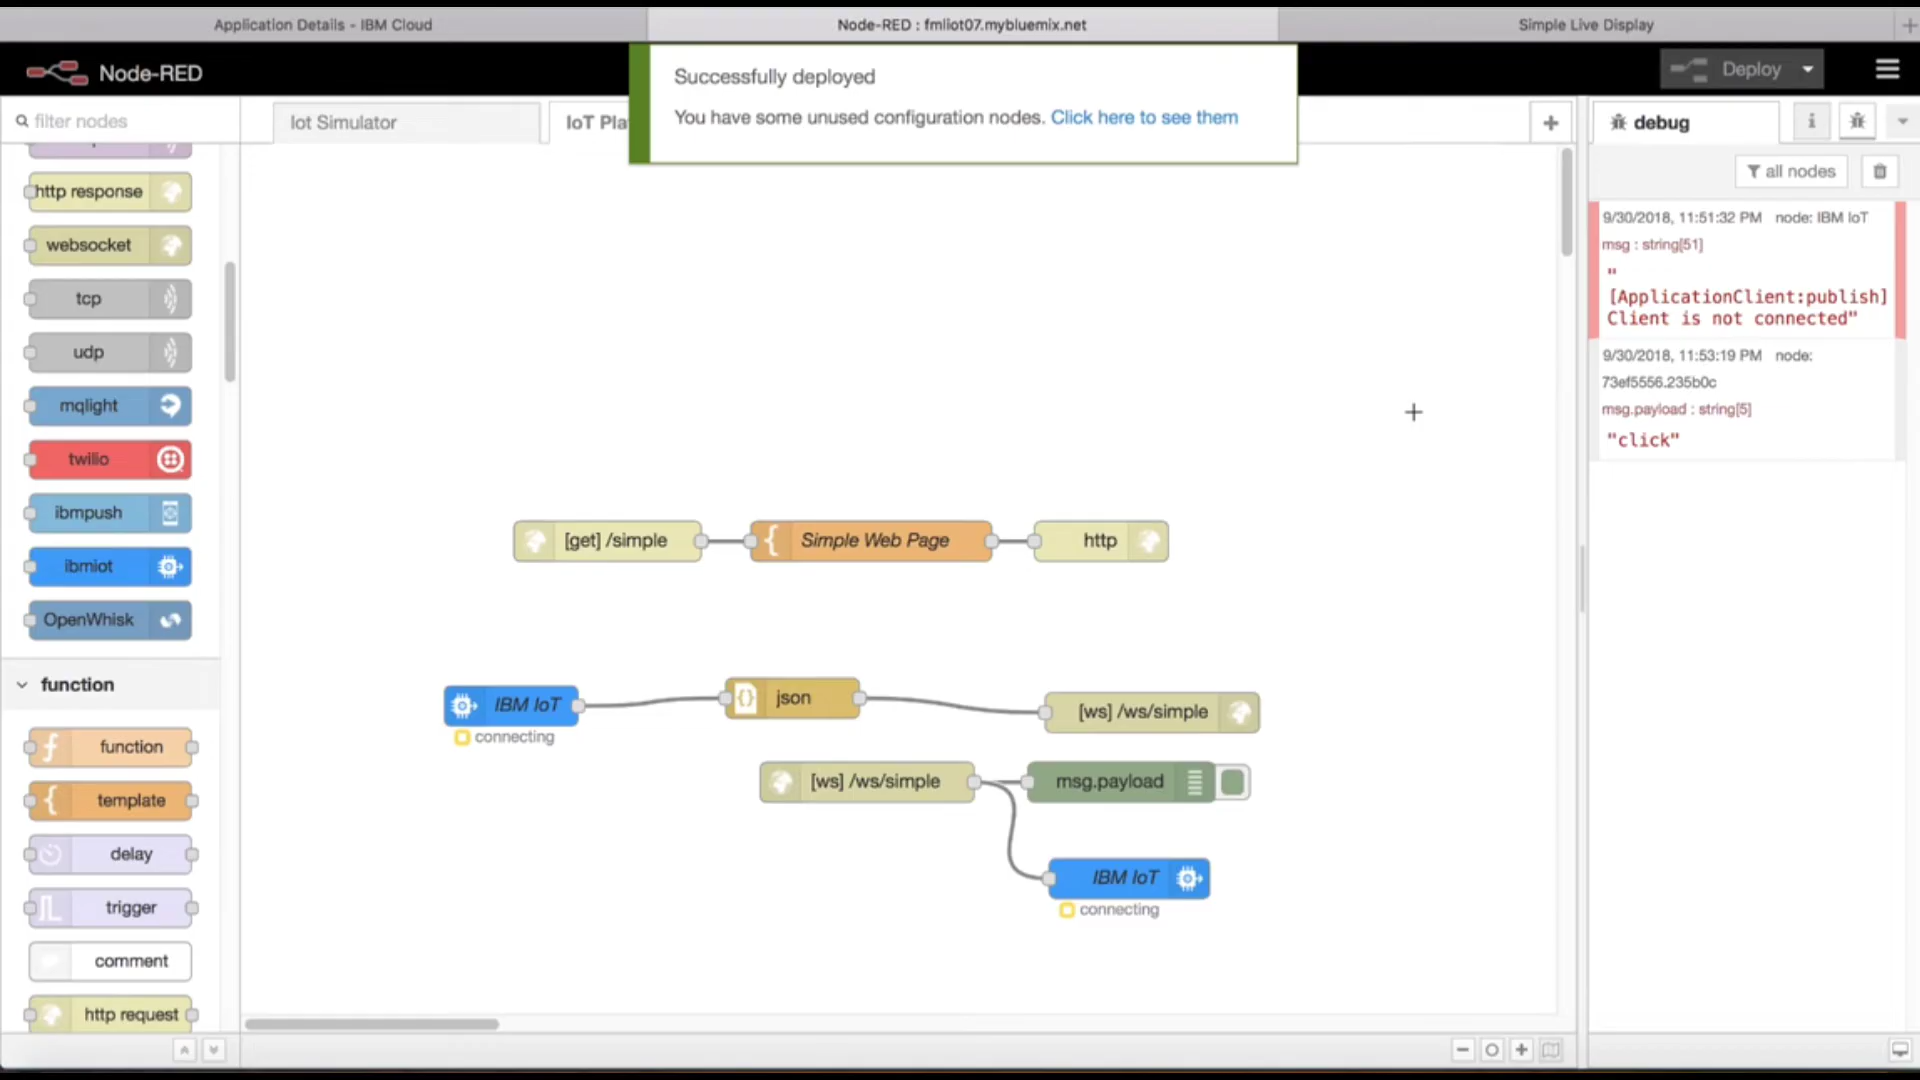 Application Details - IBM Cloud
Node-RED : fmliot07.mybluemix.net
Simple Live Display
Node-RED
Successfully deployed
You have some unused configuration nodes. Click here to see them
Deploy
filter nodes
Iot Simulator
IoT Pla
debug
all nodes
http response
websocket
tcp
udp
mqlight
twilio
ibmpush
ibmiot
OpenWhisk
function
function
template
delay
trigger
comment
http request
[get] /simple
Simple Web Page
http
IBM IoT
connecting
json
[ws] /ws/simple
[ws] /ws/simple
msg.payload
IBM IoT
connecting
9/30/2018, 11:51:32 PM node: IBM IoT
msg : string[51]
"
[ApplicationClient:publish]
Client is not connected"
9/30/2018, 11:53:19 PM node:
73ef5556.235b0c
msg.payload : string[5]
"click"